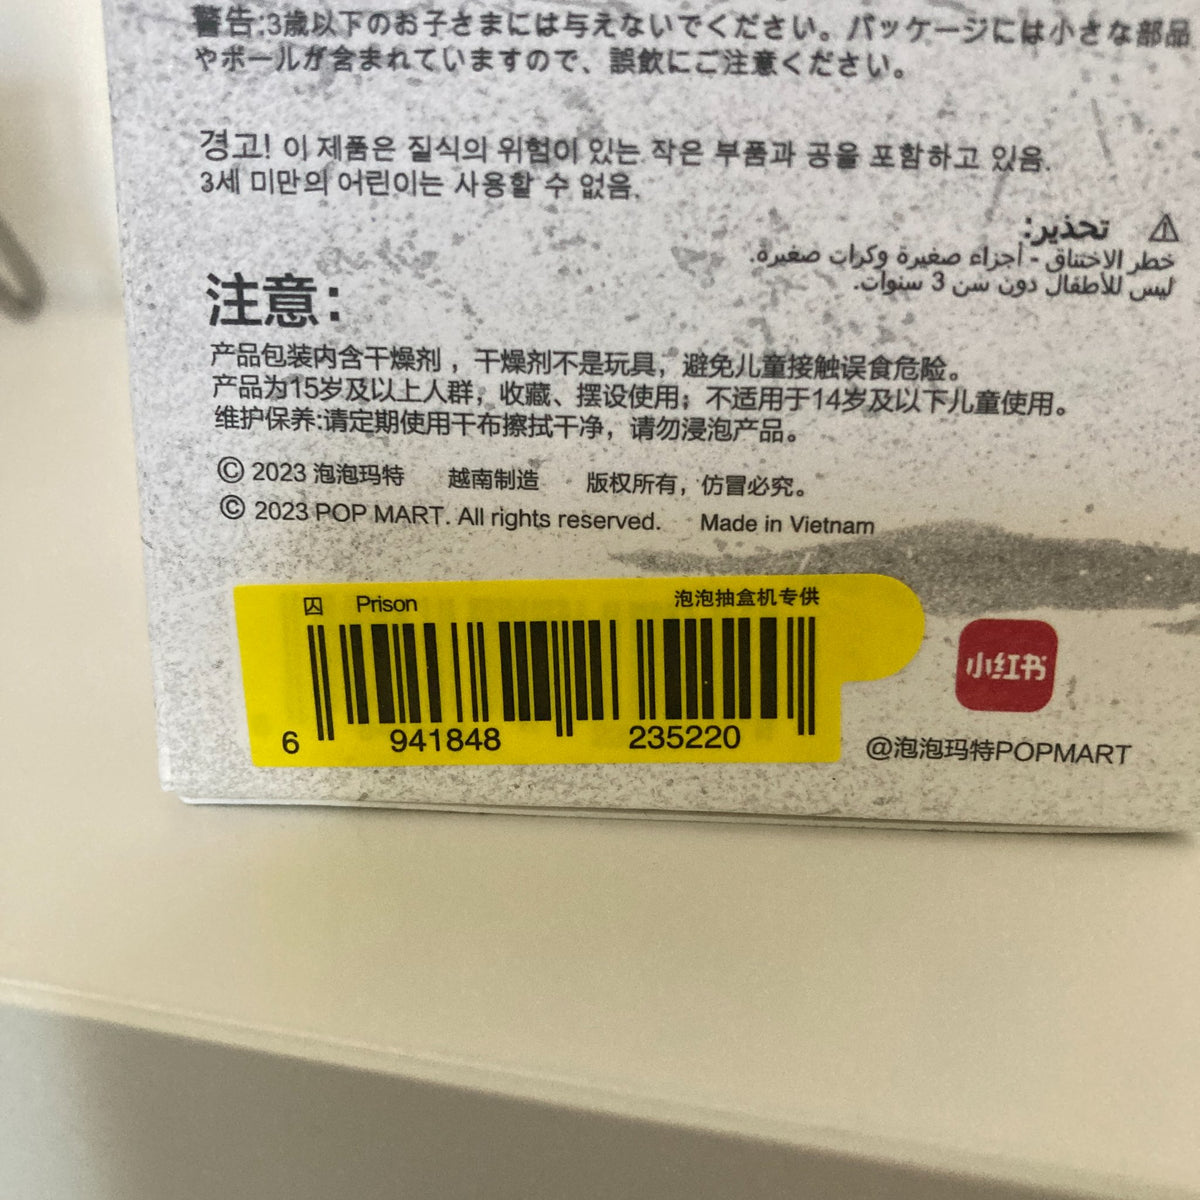 警告:3歳以下のお子さまには与えないでください。パッケージには小さな部品
やボールが含まれていますので、誤飲にご注意ください。
경고! 이 제품은 질식의 위험이 있는 작은 부품과 공을 포함하고 있음.
3세 미만의 어린이는 사용할 수 없음.
تحذير:
خطر الاختناق - أجزاء صغيرة وكرات صغيرة.
ليس للأطفال دون سن 3 سنوات.
注意:
产品包装内含干燥剂，干燥剂不是玩具，避免儿童接触误食危险。
产品为15岁及以上人群，收藏、摆设使用；不适用于14岁及以下儿童使用。
维护保养:请定期使用干布擦拭干净，请勿浸泡产品。
© 2023 泡泡玛特 越南制造 版权所有，仿冒必究。
© 2023 POP MART. All rights reserved. Made in Vietnam
囚 Prison 泡泡抽盒机专供
6 941848 235220
小红书
@泡泡玛特POPMART